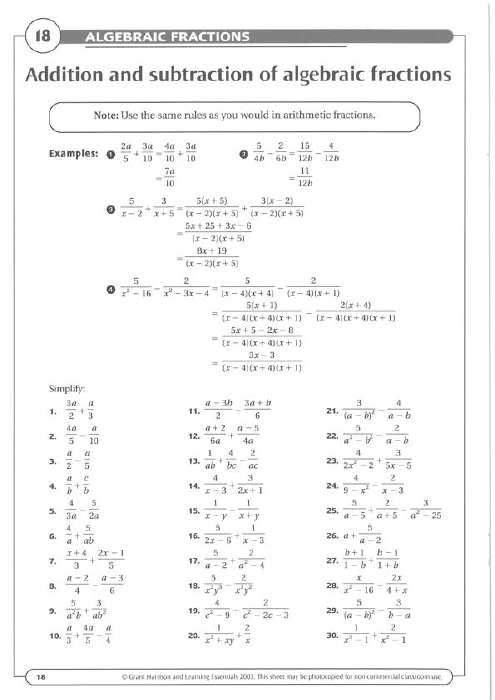 18 ALGEBRAIC FRACTIONS
Addition and subtraction of algebraic fractions
Note: Use the same rules as you would in arithmetic fractions.
Examples: ❶ 2a/5 + 3a/10 = 4a/10 + 3a/10
= 7a/10
❷ 5/4b − 2/6b = 15/12b − 4/12b
= 11/12b
❸ 5/(x − 2) + 3/(x + 5) = 5(x + 5)/(x − 2)(x + 5) + 3(x − 2)/(x − 2)(x + 5)
= (5x + 25 + 3x − 6)/(x − 2)(x + 5)
= (8x + 19)/(x − 2)(x + 5)
❹ 5/(x² − 16) − 2/(x² − 3x − 4) = 5/(x − 4)(x + 4) − 2/(x − 4)(x + 1)
= 5(x + 1)/(x − 4)(x + 4)(x + 1) − 2(x + 4)/(x − 4)(x + 4)(x + 1)
= (5x + 5 − 2x − 8)/(x − 4)(x + 4)(x + 1)
= (3x − 3)/(x − 4)(x + 4)(x + 1)
Simplify:
1. 3a/2 + a/3
2. 4a/5 − a/10
3. a/2 − a/5
4. a/b + c/b
5. 4/3a − 5/2a
6. 4/a + 5/ab
7. (x + 4)/3 + (2x − 1)/5
8. (a − 2)/4 − (a − 3)/6
9. 5/a²b + 3/ab²
10. a/3 + 4a/5 − a/4
11. (a − 3b)/2 − (3a + b)/6
12. (a + 2)/6a + (a − 5)/4a
13. 1/ab + 4/bc − 2/ac
14. 4/(x − 3) + 3/(2x + 1)
15. 1/(x − y) − 1/(x + y)
16. 5/(2x − 6) + 1/(x − 3)
17. 5/(a − 2) + 2/(a² − 4)
18.
19. 4/(c² − 9) − 2/(c² − 2c − 3)
20. 1/(x² + xy) + 2/x
21. 3/(a − b)² − 4/(a − b)
22. 5/(a² − b²) − 2/(a − b)
23. 4/(2x² − 2) + 3/(5x − 5)
24. 4/(9 − x²) − 2/(x − 3)
25. 5/(a − 5) + 2/(a + 5) − 3/(a² − 25)
26. a + 5/(a − 2)
27. (b + 1)/(1 − b) + (b − 1)/(1 + b)
28. x/(x² − 16) − 2x/(4 + x)
29. 5/(a − b)² − 3/(b − a)
30. 1/(x² − 1) + 2/(x² − 1)
18 © Grant Harrison and Learning Essentials This sheet may be photocopied for non-commercial classroom use.